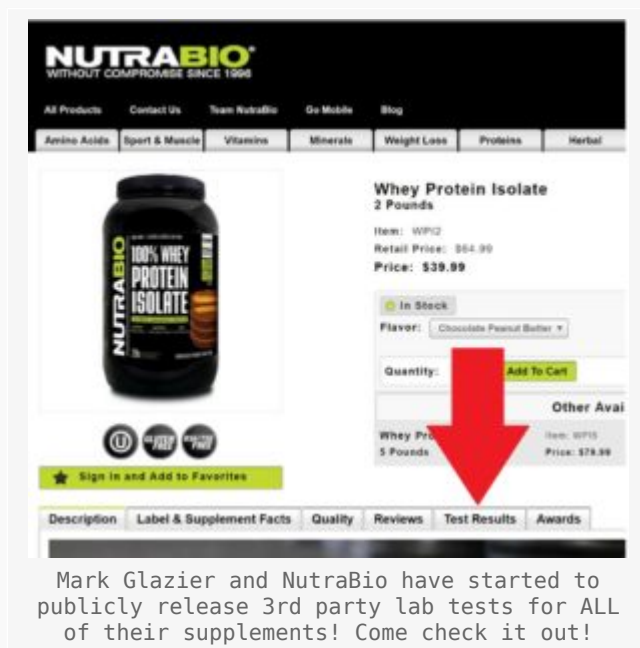 NUTRABIO®
WITHOUT COMPROMISE SINCE 1996
All Products Contact Us Team NutraBio Go Mobile Blog
Amino Acids Sport & Muscle Vitamins Minerals Weight Loss Proteins Herbal
NUTRABIO
100% WHEY
PROTEIN
ISOLATE
Whey Protein Isolate
2 Pounds
Item: WPI2
Retail Price: $64.99
Price: $39.99
In Stock
Flavor: Chocolate Peanut Butter
Quantity: Add To Cart
Other Avai
Whey Pro Item: WPI5
5 Pounds Price: $79.99
U GLUTEN FREE
Sign in and Add to Favorites
Description Label & Supplement Facts Quality Reviews Test Results Awards
Mark Glazier and NutraBio have started to
publicly release 3rd party lab tests for ALL
of their supplements! Come check it out!